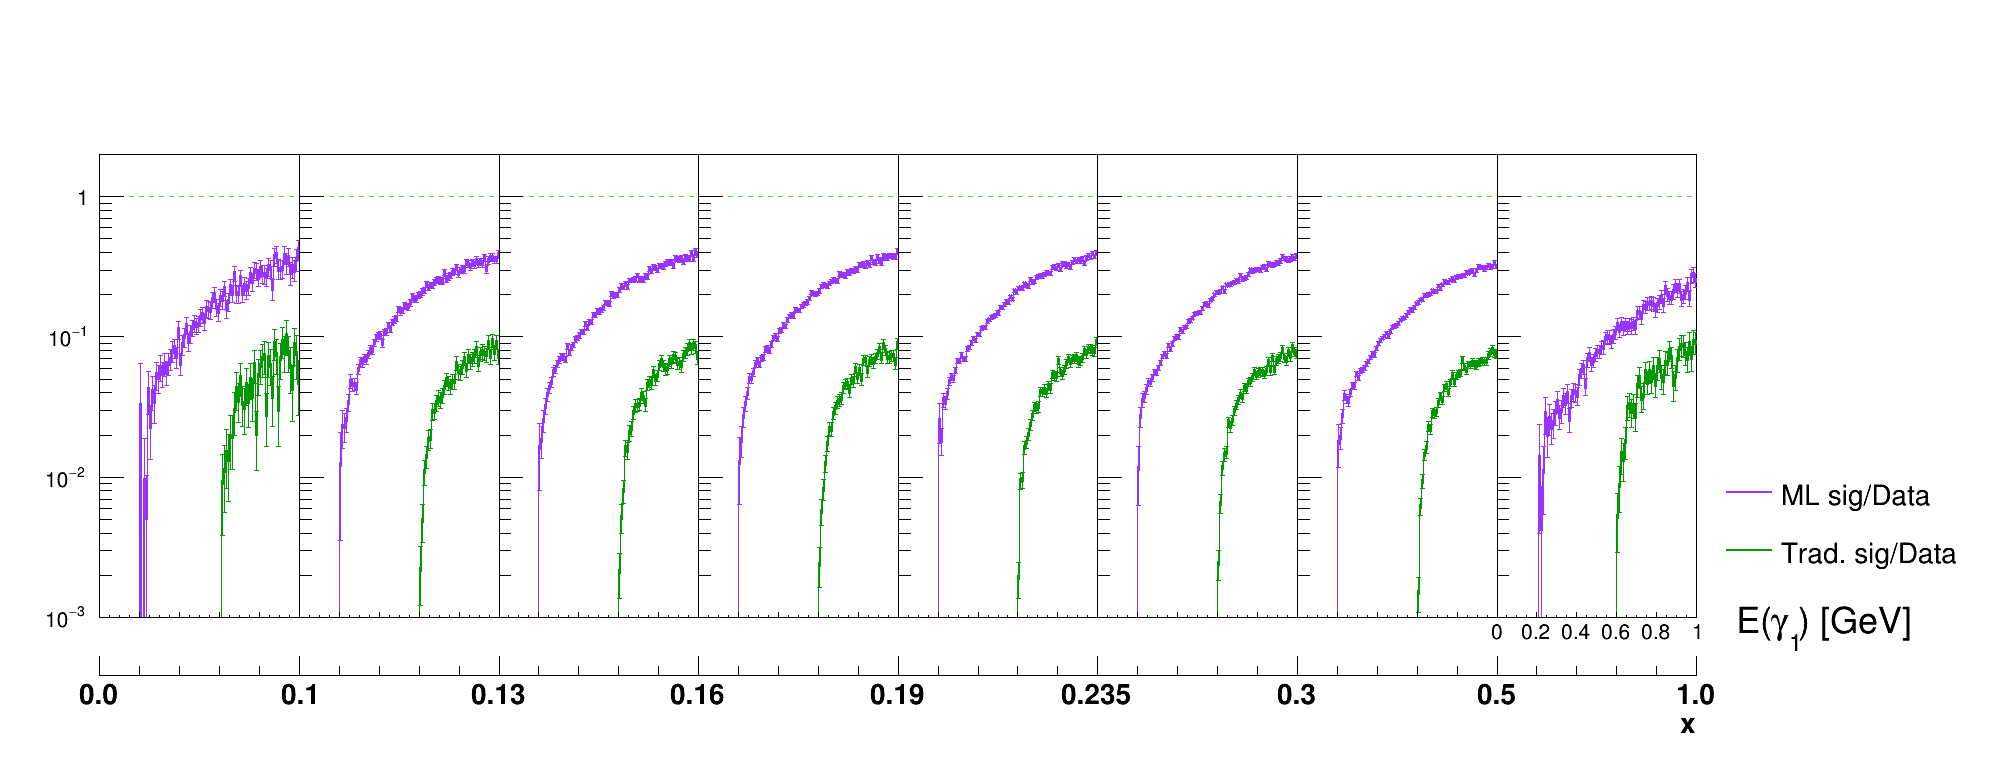 1
10⁻¹
10⁻²
10⁻³
ML sig/Data
Trad. sig/Data
0 0.2 0.4 0.6 0.8 1
E(γ₁) [GeV]
0.0 0.1 0.13 0.16 0.19 0.235 0.3 0.5 1.0
x